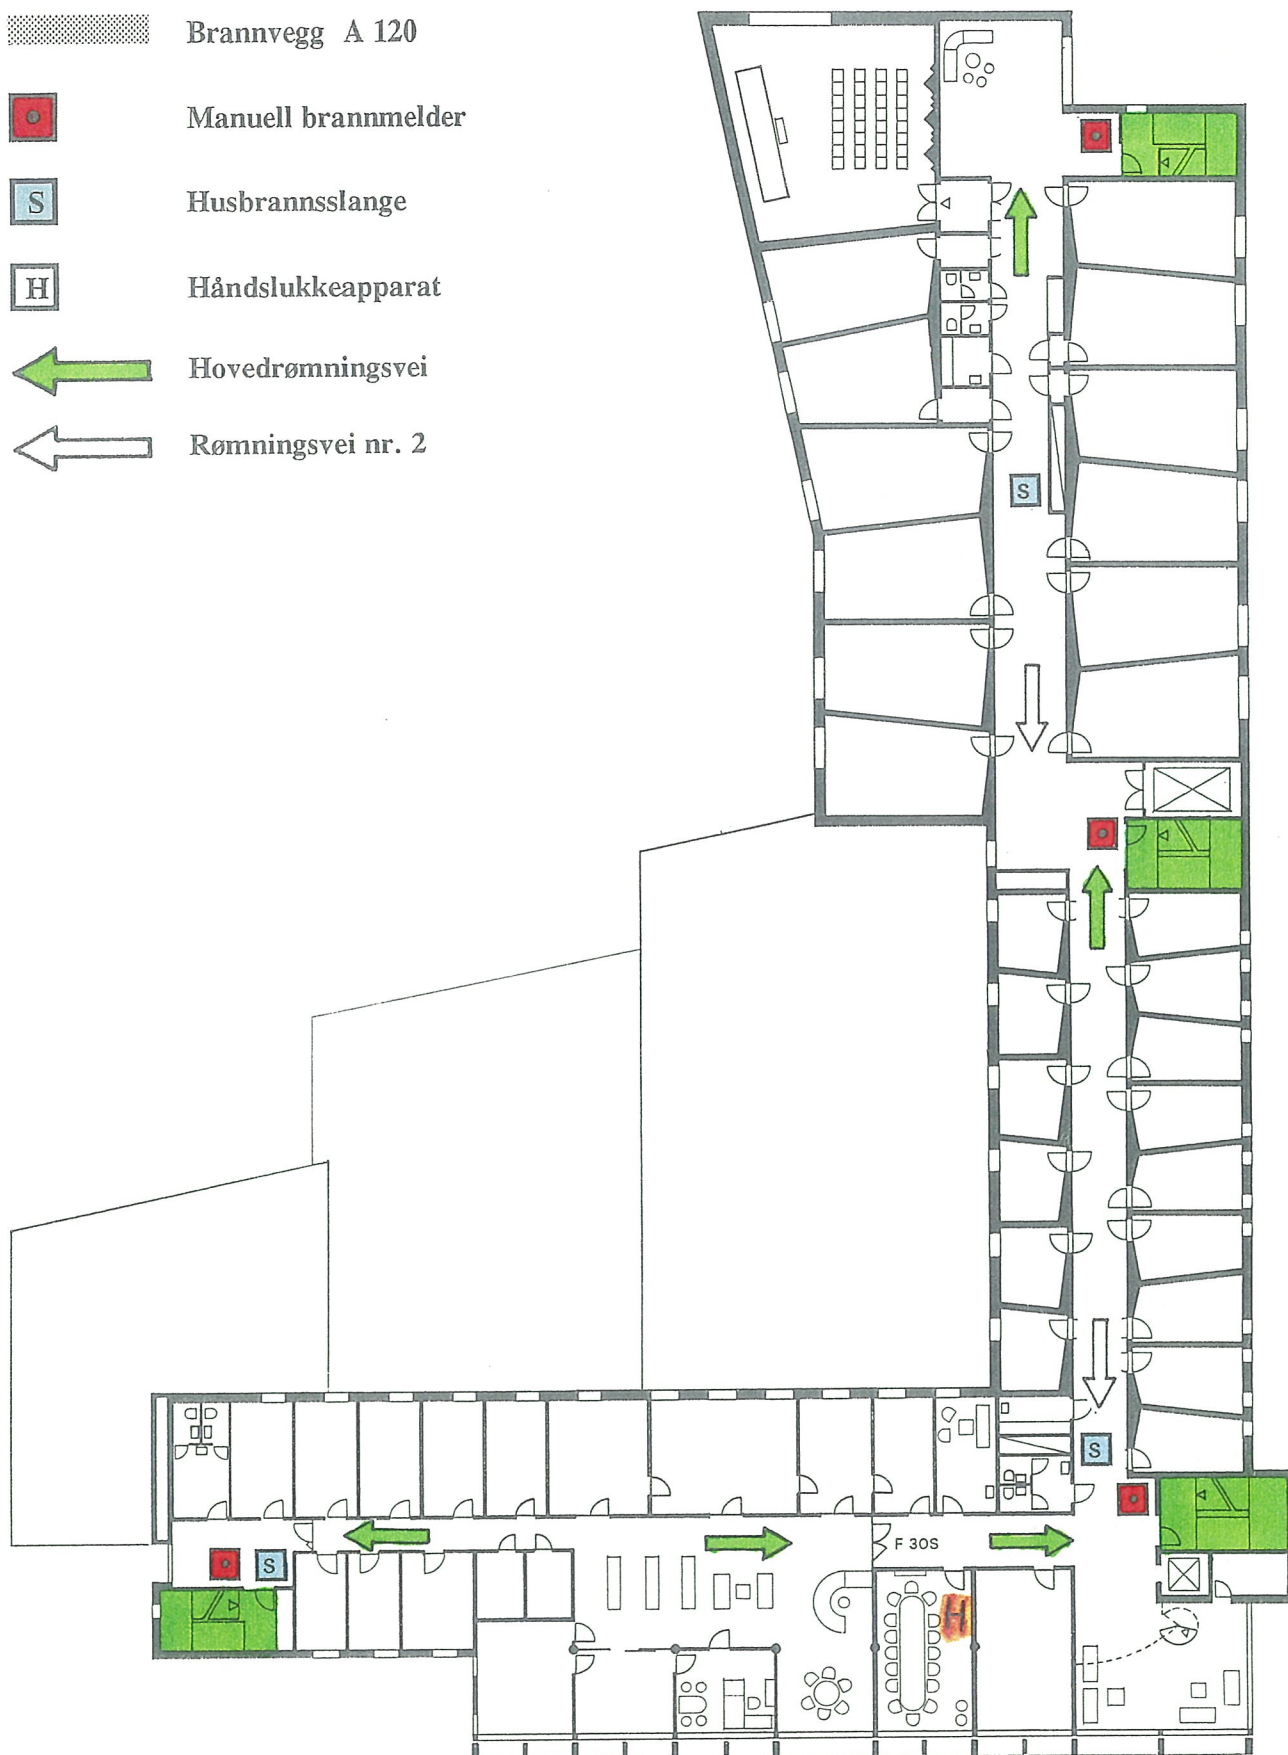 Brannvegg A 120
Manuell brannmelder
S Husbrannsslange
H Håndslukkeapparat
Hovedrømningsvei
Rømningsvei nr. 2
S
S
F 30S
S
H